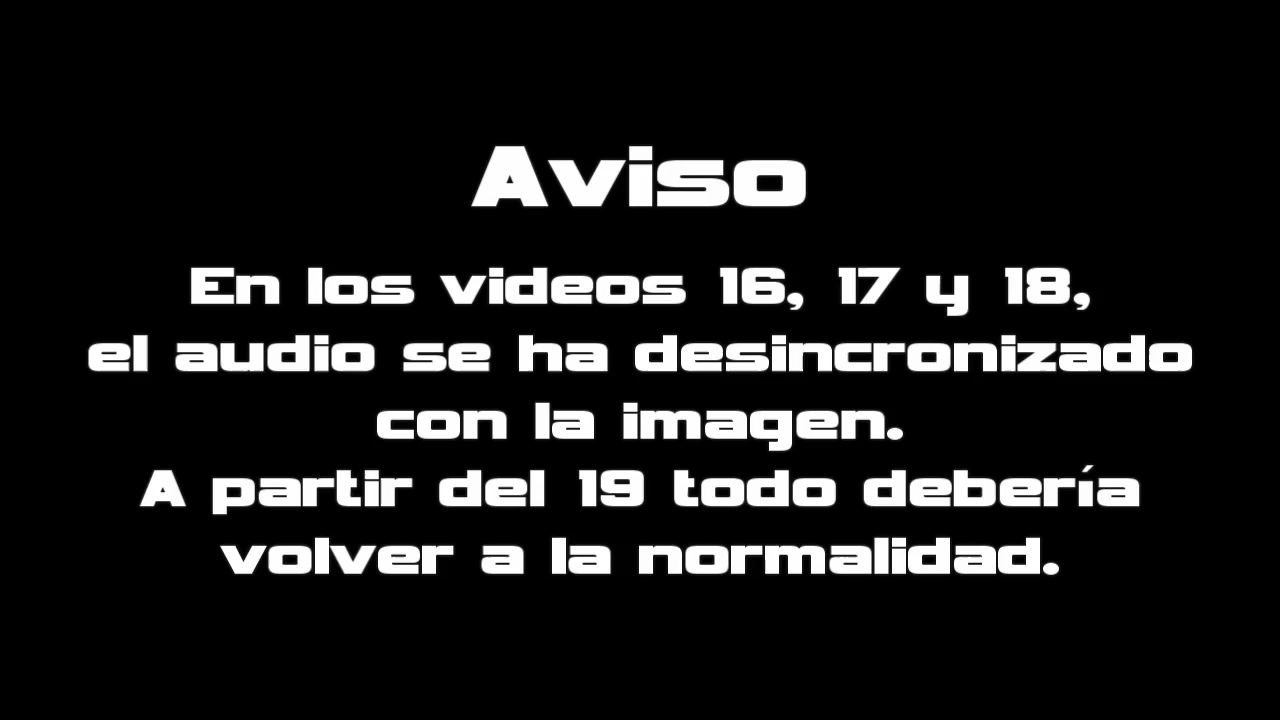 Aviso
En los videos 16, 17 y 18,
el audio se ha desincronizado
con la imagen.
A partir del 19 todo debería
volver a la normalidad.